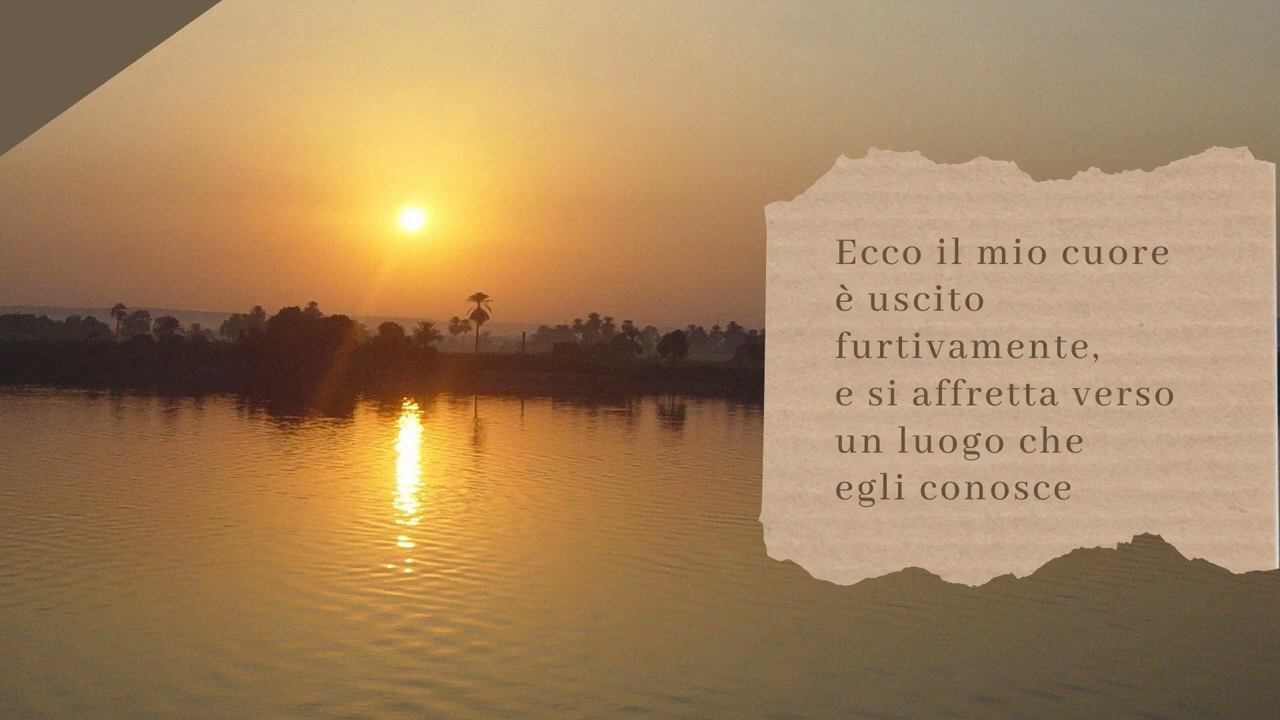 Ecco il mio cuore
è uscito
furtivamente,
e si affretta verso
un luogo che
egli conosce